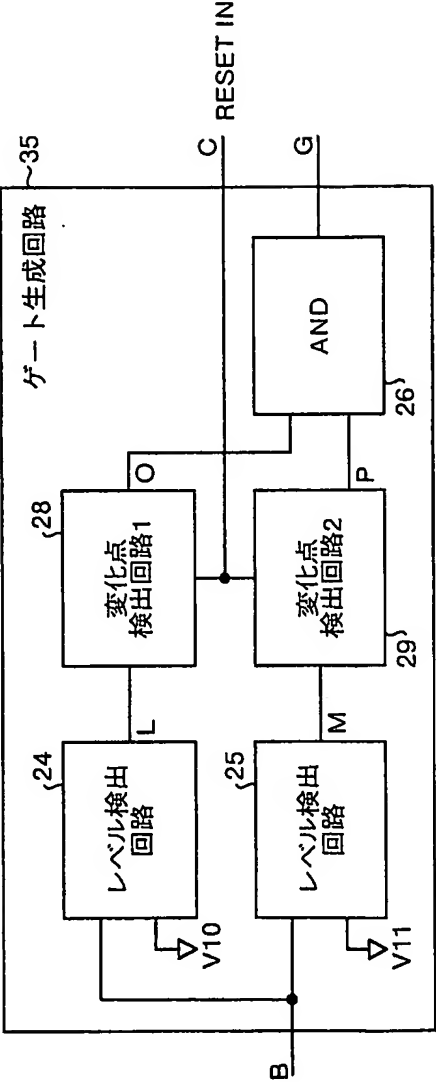 35
ゲート生成回路
C RESET IN
G
AND
26
O
P
28
変化点
検出回路1
変化点
検出回路2
29
L
M
24
レベル検出
回路
V10
25
レベル検出
回路
V11
B